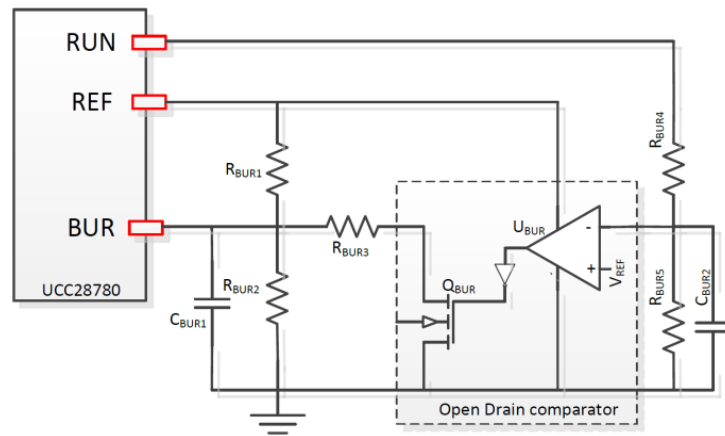 RUN
REF
BUR
UCC28780
RBUR1
RBUR2
CBUR1
RBUR3
QBUR
UBUR
-
+
VREF
RBUR4
RBUR5
CBUR2
Open Drain comparator